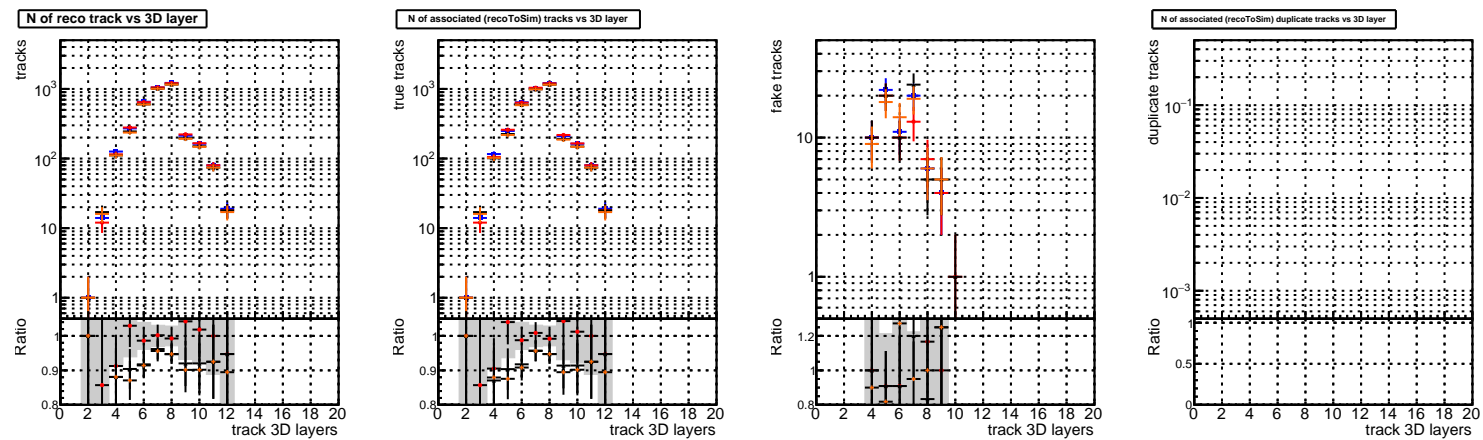 N of reco track vs 3D layer
tracks
10³
10²
10
1
Ratio
1
0.9
0.8
0 2 4 6 8 10 12 14 16 18 20
track 3D layers
N of associated (recoToSim) tracks vs 3D layer
true tracks
10³
10²
10
1
Ratio
1
0.9
0.8
0 2 4 6 8 10 12 14 16 18 20
track 3D layers
fake tracks
10
1
Ratio
1.2
1
0.8
0 2 4 6 8 10 12 14 16 18 20
track 3D layers
N of associated (recoToSim) duplicate tracks vs 3D layer
duplicate tracks
10⁻¹
10⁻²
10⁻³
Ratio
1
0.5
0
0 2 4 6 8 10 12 14 16 18 20
track 3D layers